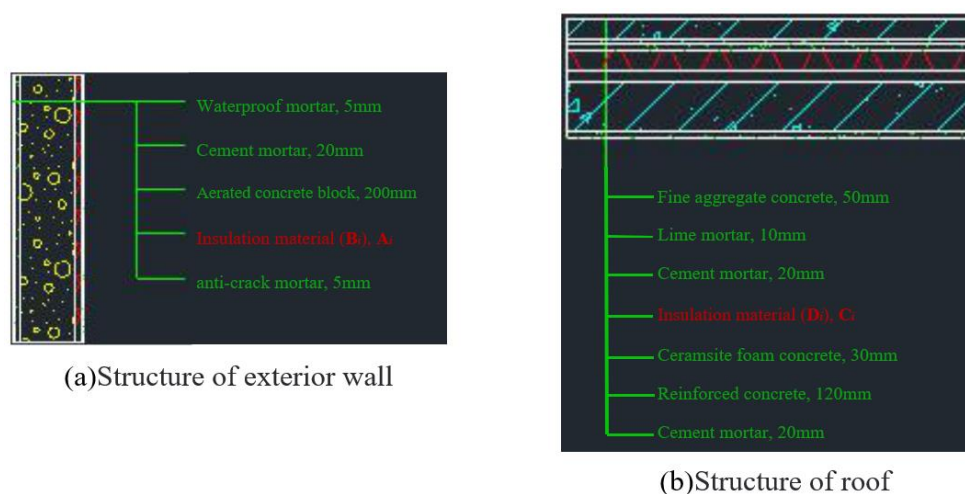 Waterproof mortar, 5mm
Cement mortar, 20mm
Aerated concrete block, 200mm
Insulation material (Bᵢ), Aᵢ
anti-crack mortar, 5mm
(a)Structure of exterior wall
Fine aggregate concrete, 50mm
Lime mortar, 10mm
Cement mortar, 20mm
Insulation material (Dᵢ), Cᵢ
Ceramsite foam concrete, 30mm
Reinforced concrete, 120mm
Cement mortar, 20mm
(b)Structure of roof